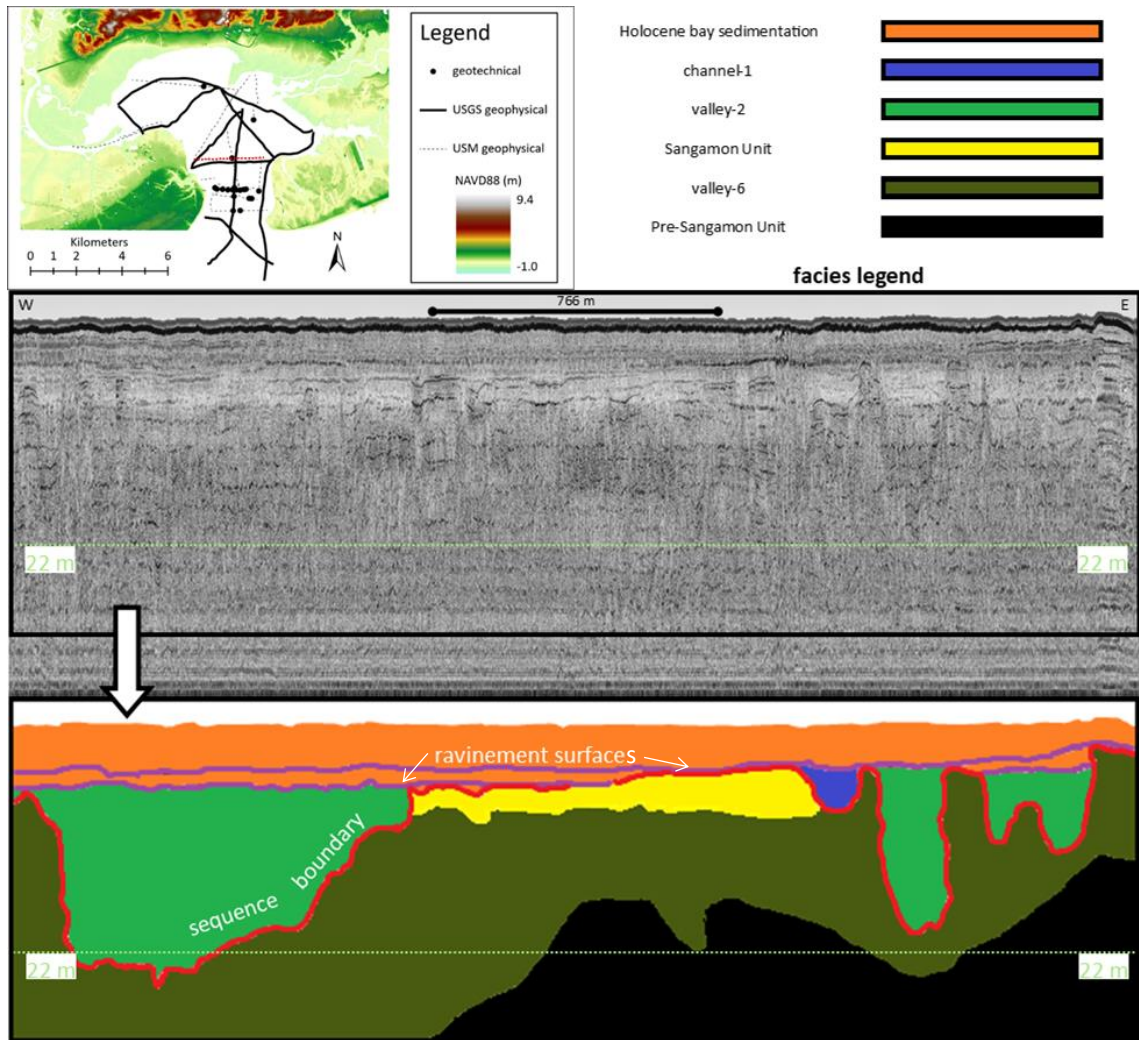 Legend
geotechnical
USGS geophysical
USM geophysical
NAVD88 (m)
9.4
-1.0
Kilometers
0 1 2 4 6
N
Holocene bay sedimentation
channel-1
valley-2
Sangamon Unit
valley-6
Pre-Sangamon Unit
facies legend
W
766 m
E
22 m
22 m
ravinement surfaces
sequence boundary
22 m
22 m